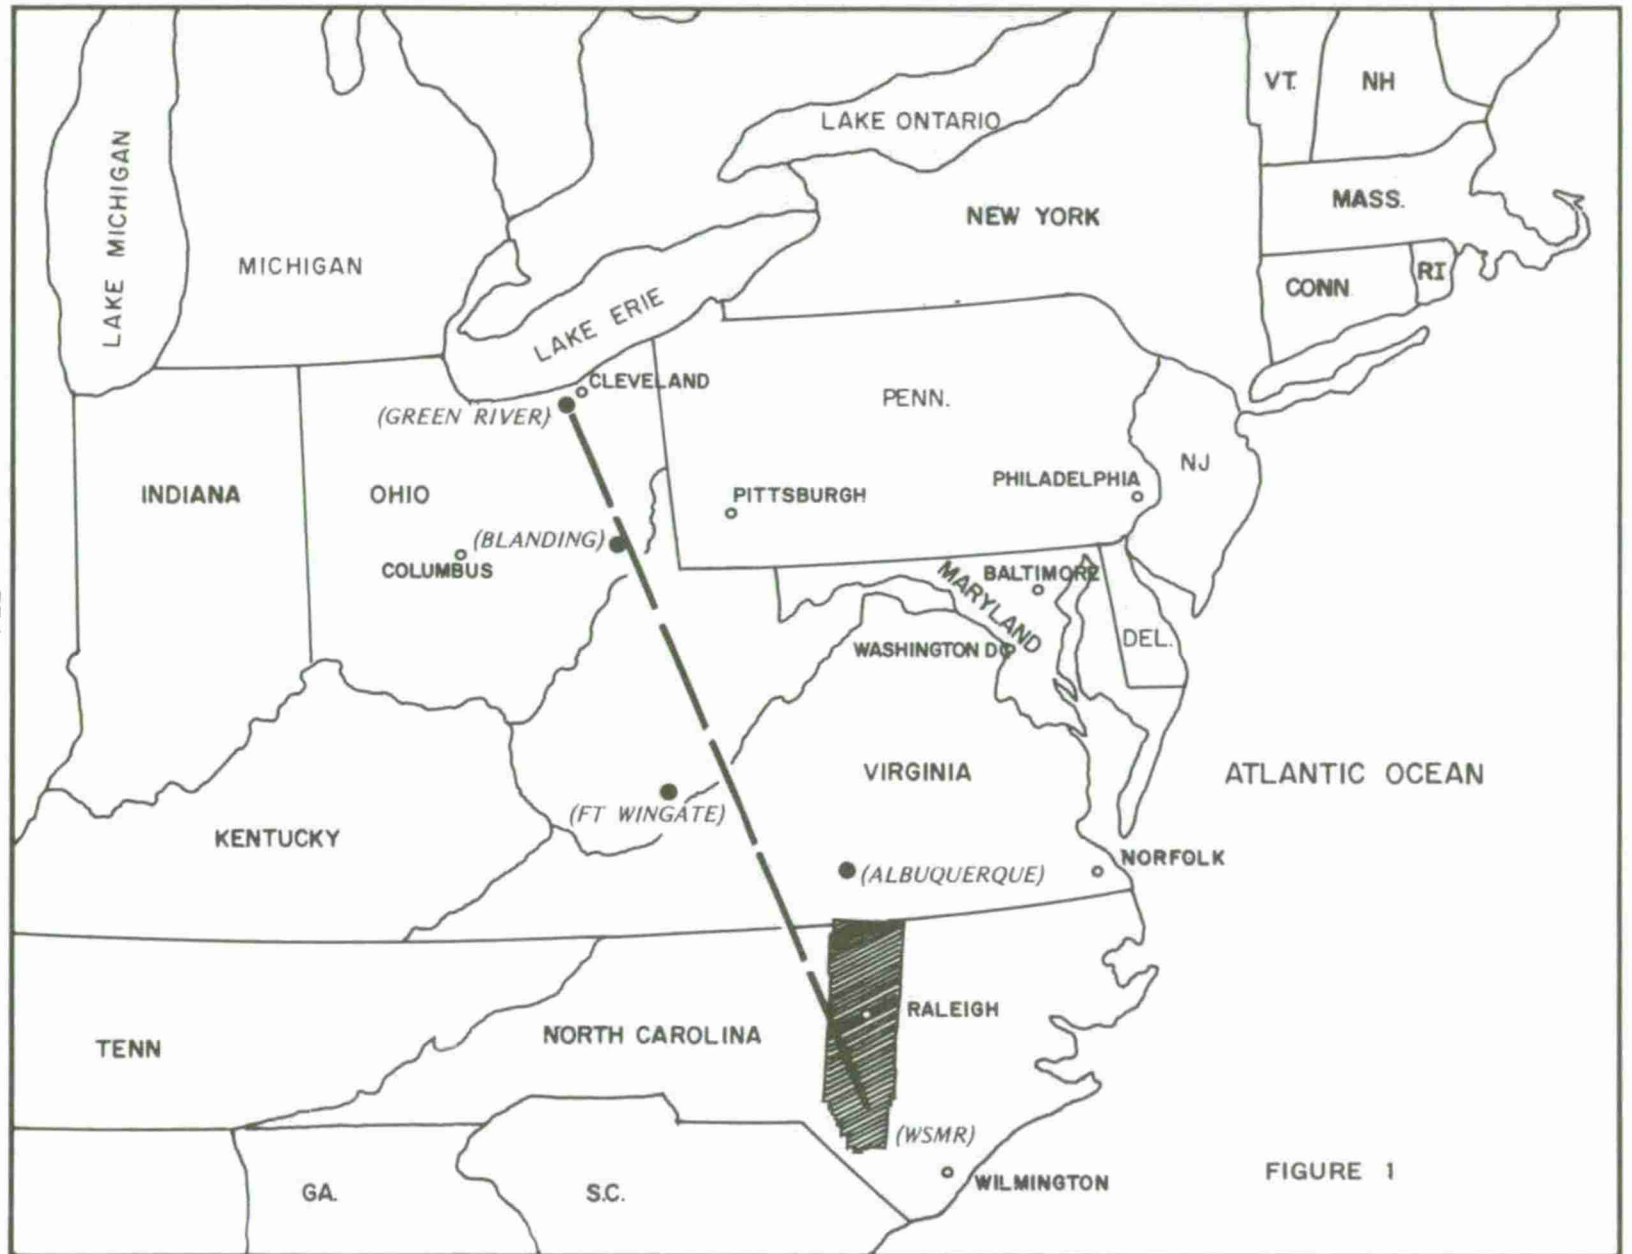 VT.
NH
LAKE ONTARIO
LAKE MICHIGAN
MASS.
NEW YORK
MICHIGAN
RI
CONN
LAKE ERIE
CLEVELAND
PENN.
(GREEN RIVER)
NJ
PHILADELPHIA
INDIANA
OHIO
PITTSBURGH
(BLANDING)
COLUMBUS
BALTIMORE
MARYLAND
DEL.
WASHINGTON DC
VIRGINIA
ATLANTIC OCEAN
(FT WINGATE)
KENTUCKY
NORFOLK
(ALBUQUERQUE)
RALEIGH
NORTH CAROLINA
TENN
(WSMR)
FIGURE 1
WILMINGTON
GA.
S.C.